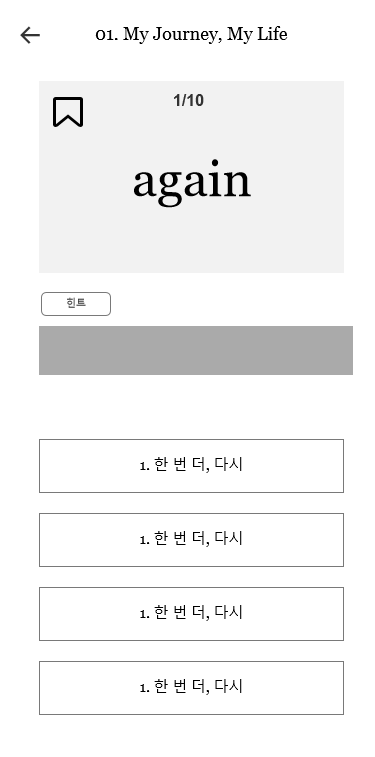 01. My Journey, My Life
1/10
again
힌트
1. 한 번 더, 다시
1. 한 번 더, 다시
1. 한 번 더, 다시
1. 한 번 더, 다시